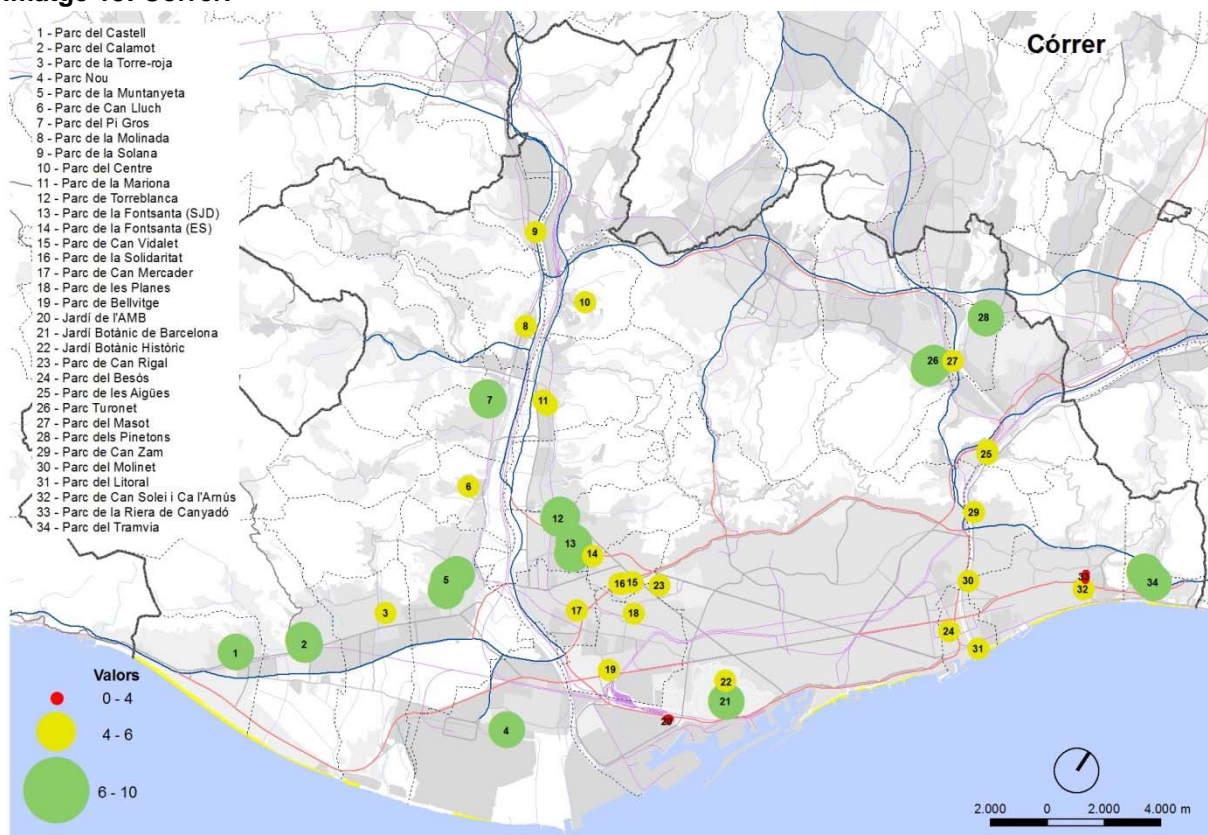 Córrer
1 - Parc del Castell
2 - Parc del Calamot
3 - Parc de la Torre-roja
4 - Parc Nou
5 - Parc de la Muntanyeta
6 - Parc de Can Lluch
7 - Parc del Pi Gros
8 - Parc de la Molinada
9 - Parc de la Solana
10 - Parc del Centre
11 - Parc de la Mariona
12 - Parc de Torreblanca
13 - Parc de la Fontsanta (SJD)
14 - Parc de la Fontsanta (ES)
15 - Parc de Can Vidalet
16 - Parc de la Solidaritat
17 - Parc de Can Mercader
18 - Parc de les Planes
19 - Parc de Bellvitge
20 - Jardí de l'AMB
21 - Jardí Botànic de Barcelona
22 - Jardí Botànic Històric
23 - Parc de Can Rigal
24 - Parc del Besós
25 - Parc de les Aigües
26 - Parc Turonet
27 - Parc del Masot
28 - Parc dels Pinetons
29 - Parc de Can Zam
30 - Parc del Molinet
31 - Parc del Litoral
32 - Parc de Can Solei i Ca l'Arnús
33 - Parc de la Riera de Canyadó
34 - Parc del Tramvia
9
10
28
8
26
27
7
11
25
6
12
29
13
14
5
16
15
23
30
33
32
34
3
17
18
24
1
2
31
19
22
21
20
4
Valors
0 - 4
4 - 6
6 - 10
2.000
0
2.000
4.000 m